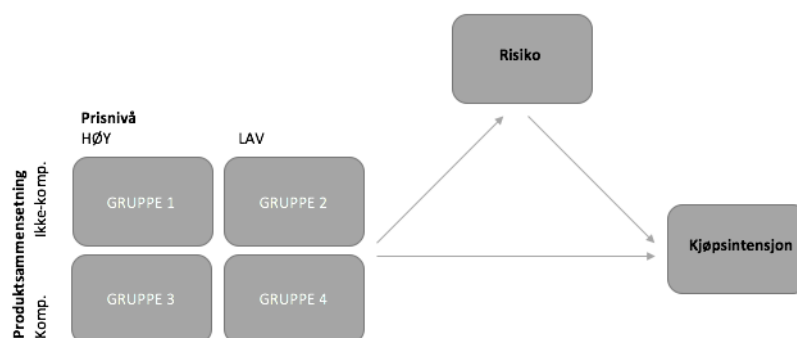 Risiko
Prisnivå
HØY LAV
Produktsammensetning
Ikke-komp.
GRUPPE 1 GRUPPE 2
Kjøpsintensjon
Komp.
GRUPPE 3 GRUPPE 4